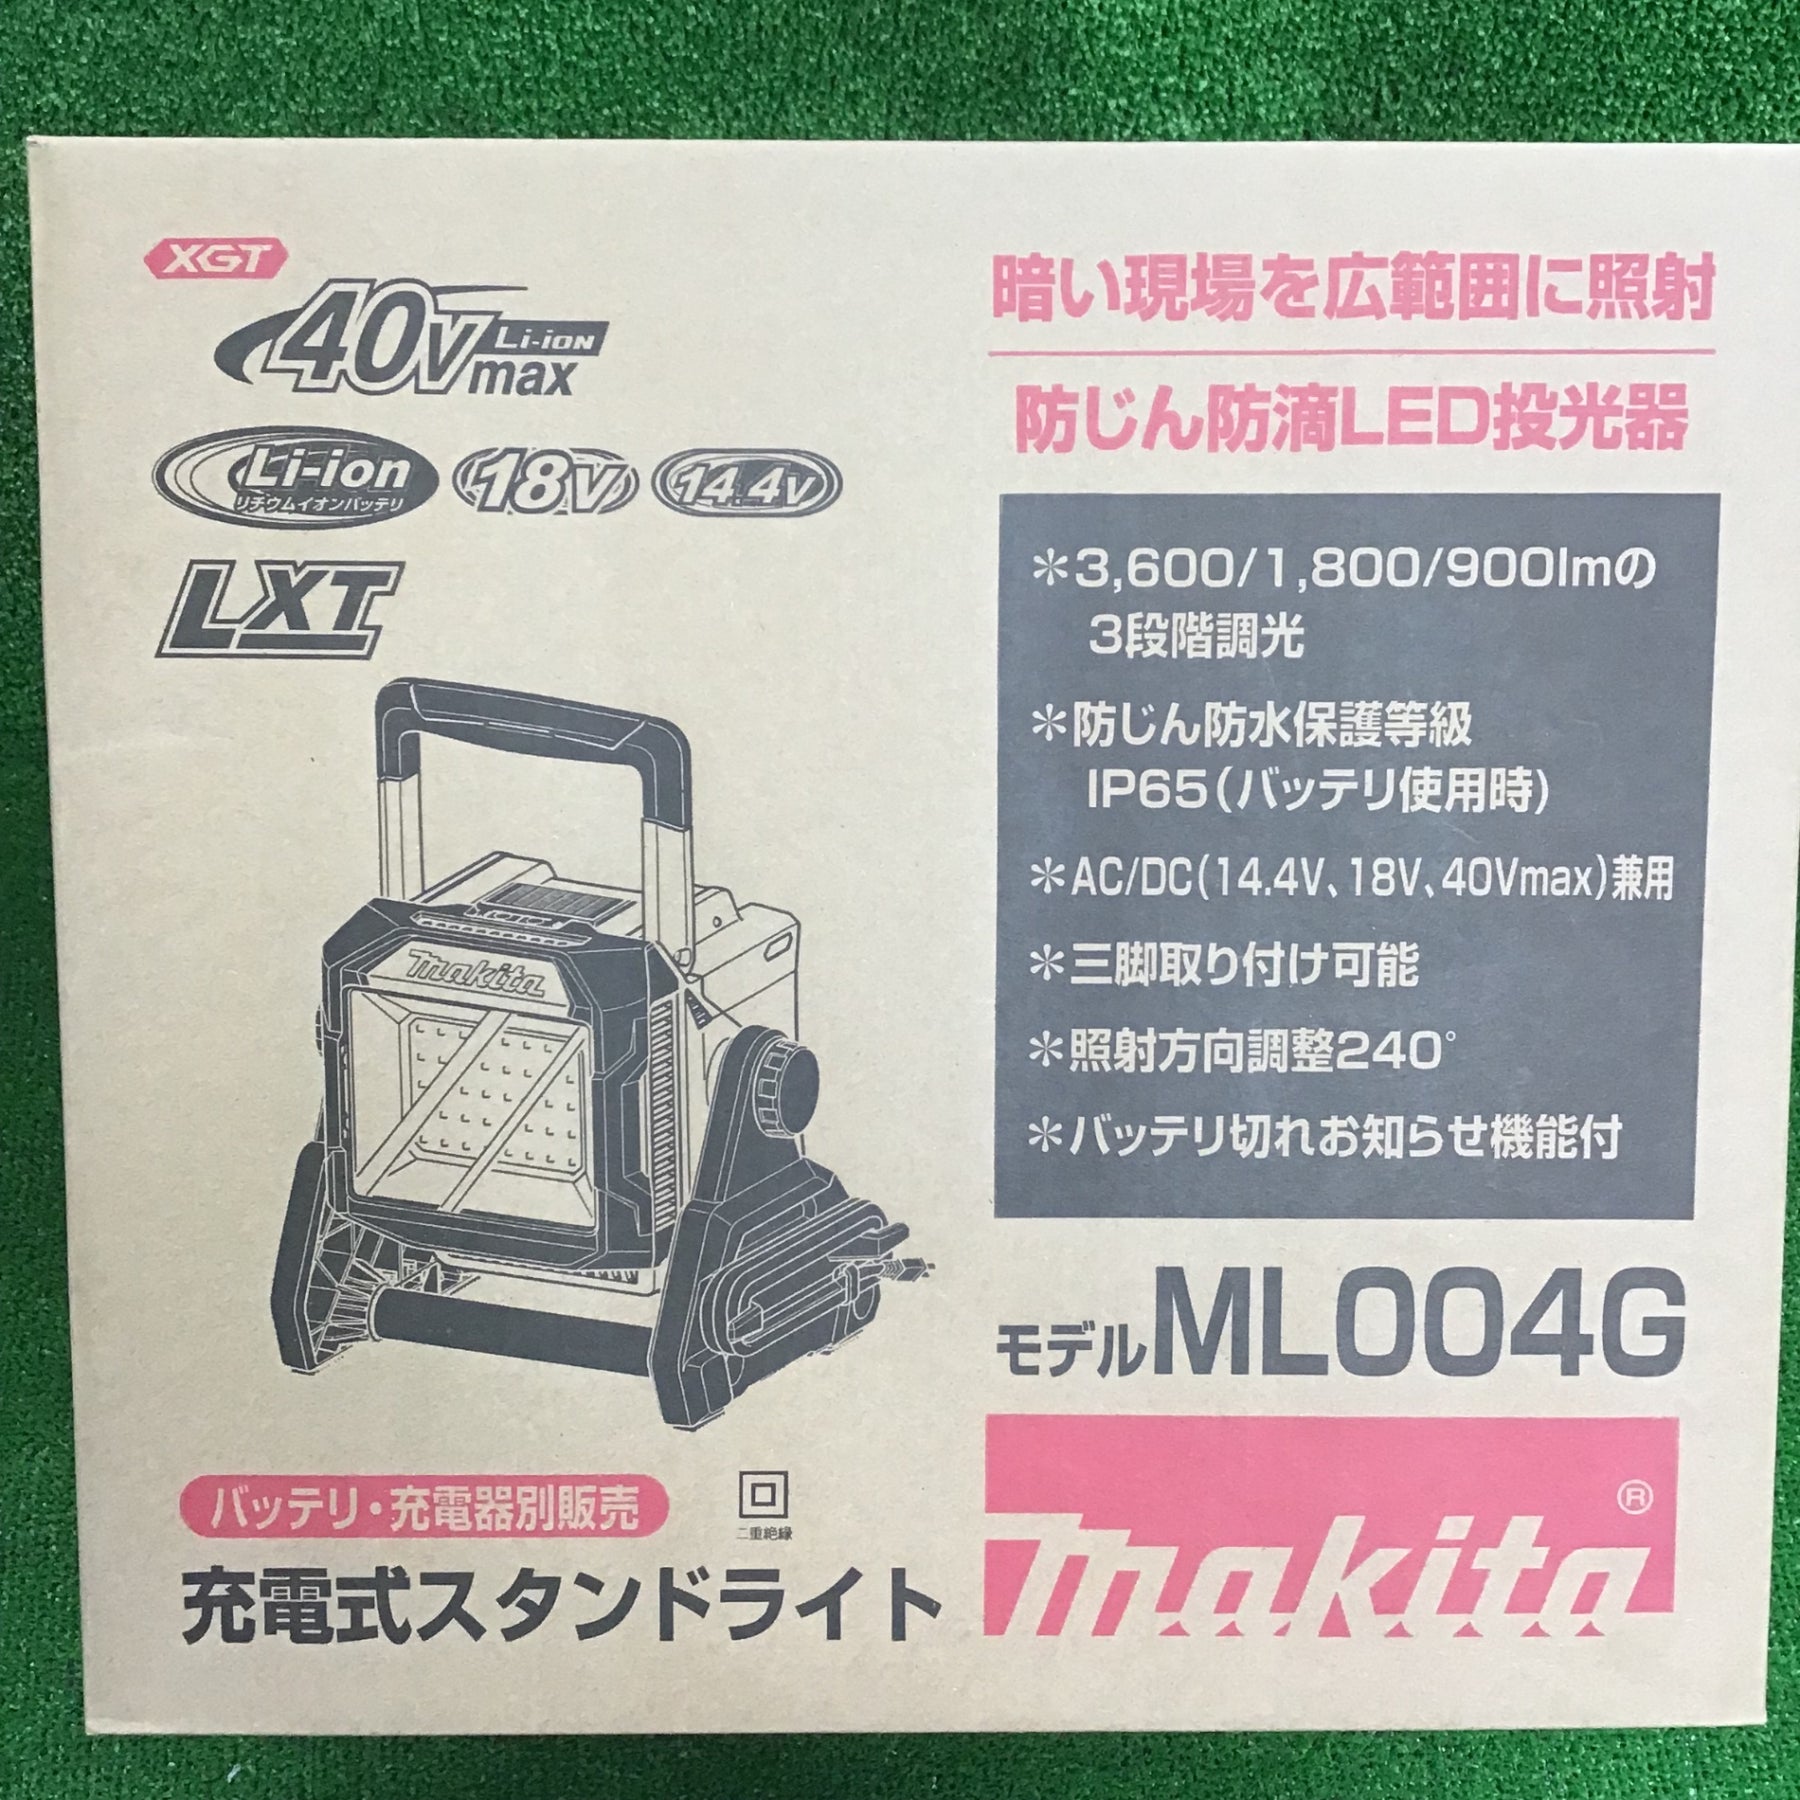 XGT
40Vmax Li-ion
Li-ion
リチウムイオンバッテリ
18V
14.4V
LXT
makita
バッテリ・充電器別販売
二重絶縁
充電式スタンドライト
暗い現場を広範囲に照射
防じん防滴LED投光器
＊3,600/1,800/900lmの
3段階調光
＊防じん防水保護等級
IP65(バッテリ使用時)
＊AC/DC(14.4V、18V、40Vmax)兼用
＊三脚取り付け可能
＊照射方向調整240°
＊バッテリ切れお知らせ機能付
モデルML004G
makita®